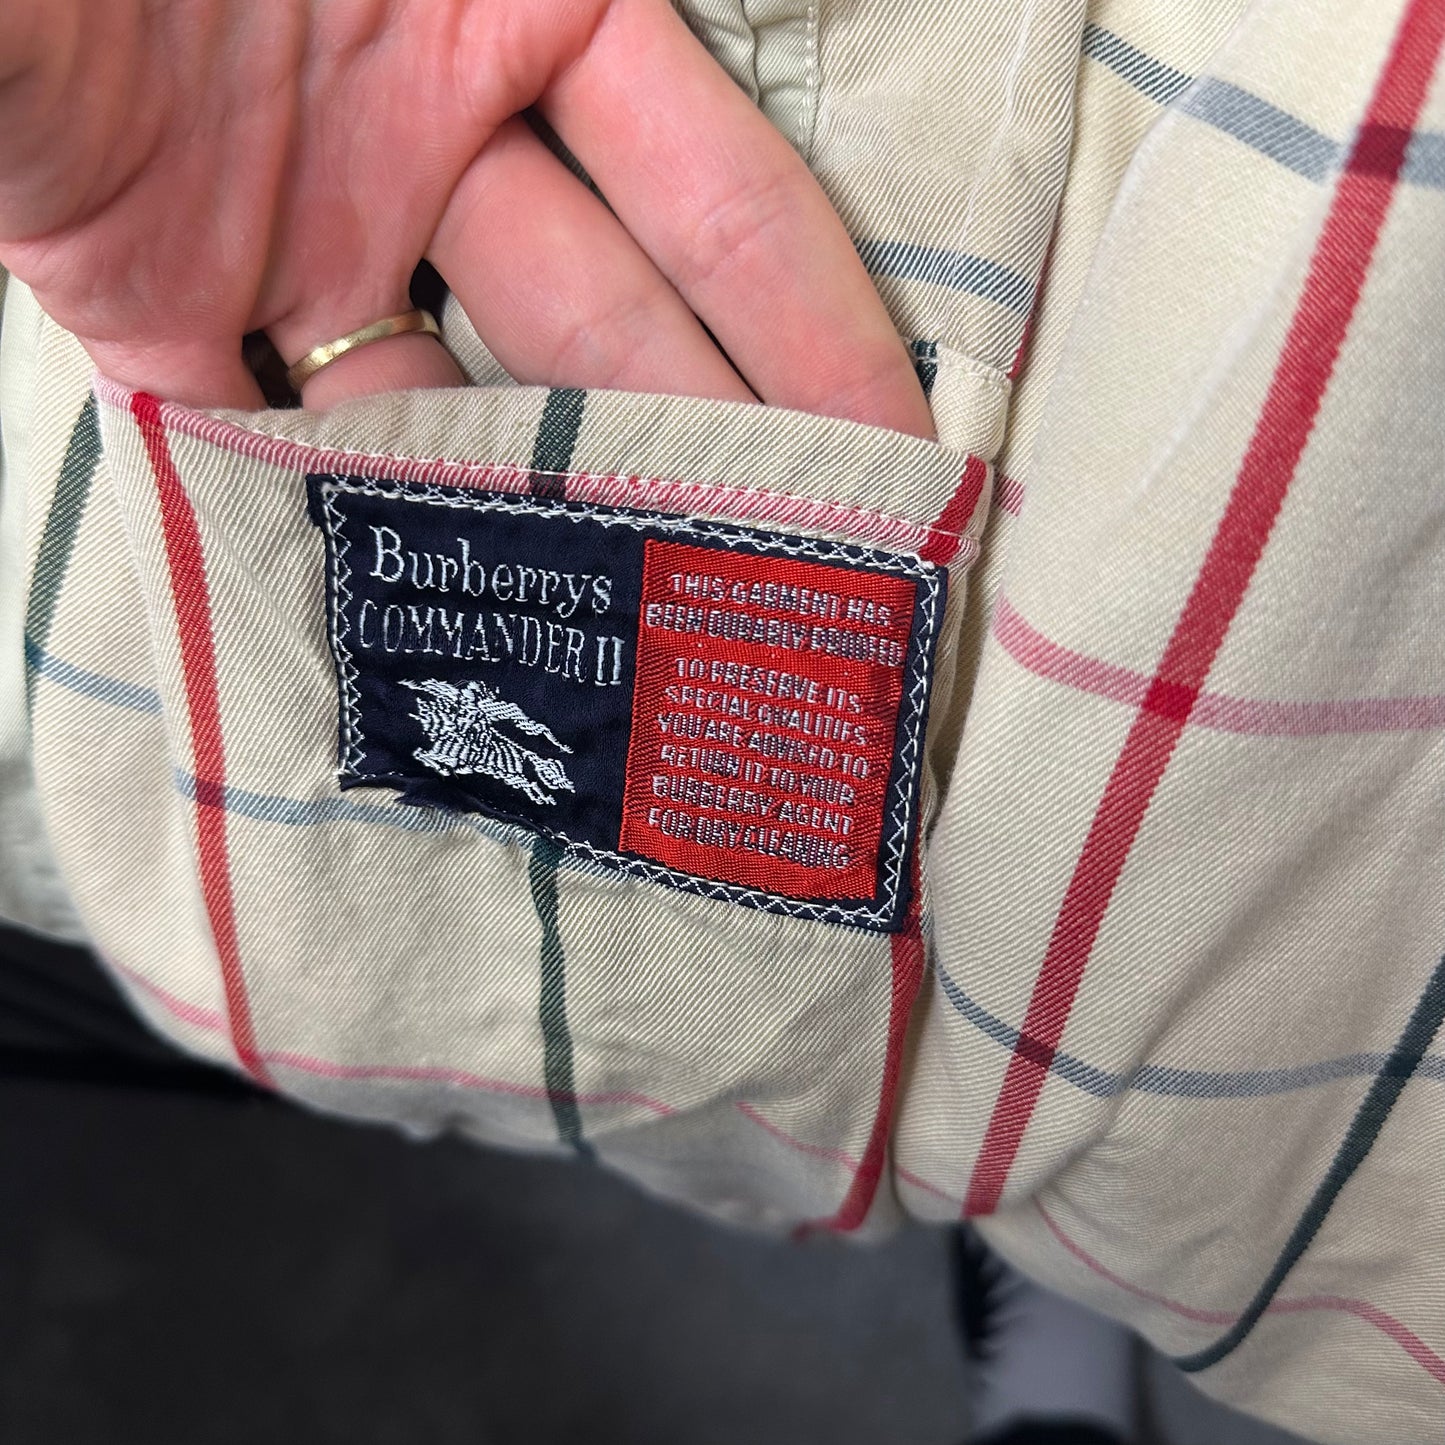 Burberrys
COMMANDER II
THIS GARMENT HAS
BEEN DURABLY PROOFED
TO PRESERVE ITS
SPECIAL QUALITIES
YOU ARE ADVISED TO
RETURN IT TO YOUR
BURBERRY AGENT
FOR DRY CLEANING